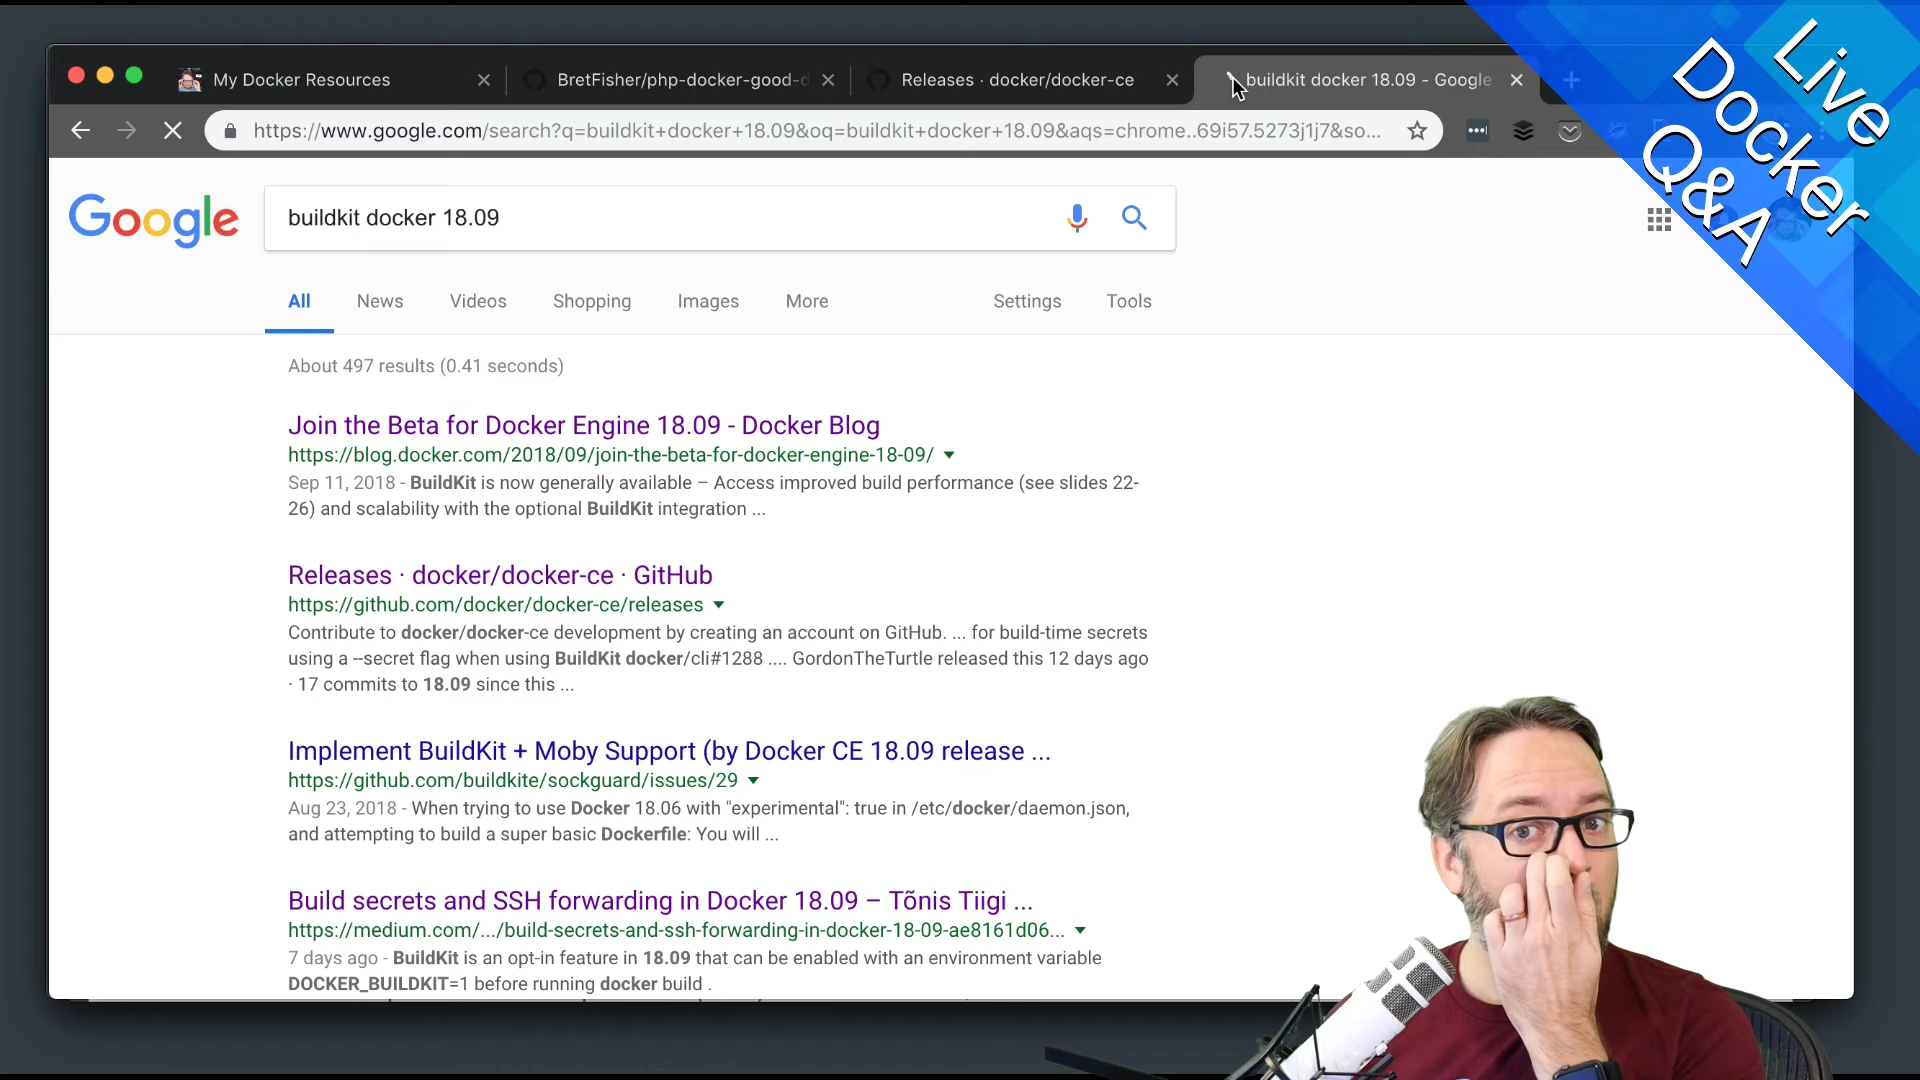 My Docker Resources
BretFisher/php-docker-good-d
Releases · docker/docker-ce
buildkit docker 18.09 - Google
https://www.google.com/search?q=buildkit+docker+18.09&oq=buildkit+docker+18.09&aqs=chrome..69i57.5273j1j7&so...
Live
Docker
Q&A
Google
buildkit docker 18.09
All
News
Videos
Shopping
Images
More
Settings
Tools
About 497 results (0.41 seconds)
Join the Beta for Docker Engine 18.09 - Docker Blog
https://blog.docker.com/2018/09/join-the-beta-for-docker-engine-18-09/
Sep 11, 2018 - BuildKit is now generally available – Access improved build performance (see slides 22-
26) and scalability with the optional BuildKit integration ...
Releases · docker/docker-ce · GitHub
https://github.com/docker/docker-ce/releases
Contribute to docker/docker-ce development by creating an account on GitHub. ... for build-time secrets
using a --secret flag when using BuildKit docker/cli#1288 .... GordonTheTurtle released this 12 days ago
· 17 commits to 18.09 since this ...
Implement BuildKit + Moby Support (by Docker CE 18.09 release ...
https://github.com/buildkite/sockguard/issues/29
Aug 23, 2018 - When trying to use Docker 18.06 with "experimental": true in /etc/docker/daemon.json,
and attempting to build a super basic Dockerfile: You will ...
Build secrets and SSH forwarding in Docker 18.09 – Tõnis Tiigi ...
https://medium.com/.../build-secrets-and-ssh-forwarding-in-docker-18-09-ae8161d06...
7 days ago - BuildKit is an opt-in feature in 18.09 that can be enabled with an environment variable
DOCKER_BUILDKIT=1 before running docker build .